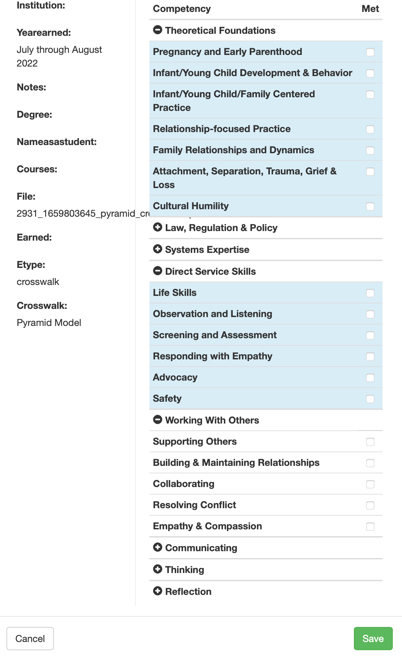 Institution:
Yearearned:
July through August
2022
Notes:
Degree:
Nameasastudent:
Courses:
File:
2931_1659803645_pyramid_cr
Earned:
Etype:
crosswalk
Crosswalk:
Pyramid Model
Competency Met
Theoretical Foundations
Pregnancy and Early Parenthood
Infant/Young Child Development & Behavior
Infant/Young Child/Family Centered
Practice
Relationship-focused Practice
Family Relationships and Dynamics
Attachment, Separation, Trauma, Grief &
Loss
Cultural Humility
Law, Regulation & Policy
Systems Expertise
Direct Service Skills
Life Skills
Observation and Listening
Screening and Assessment
Responding with Empathy
Advocacy
Safety
Working With Others
Supporting Others
Building & Maintaining Relationships
Collaborating
Resolving Conflict
Empathy & Compassion
Communicating
Thinking
Reflection
Cancel Save